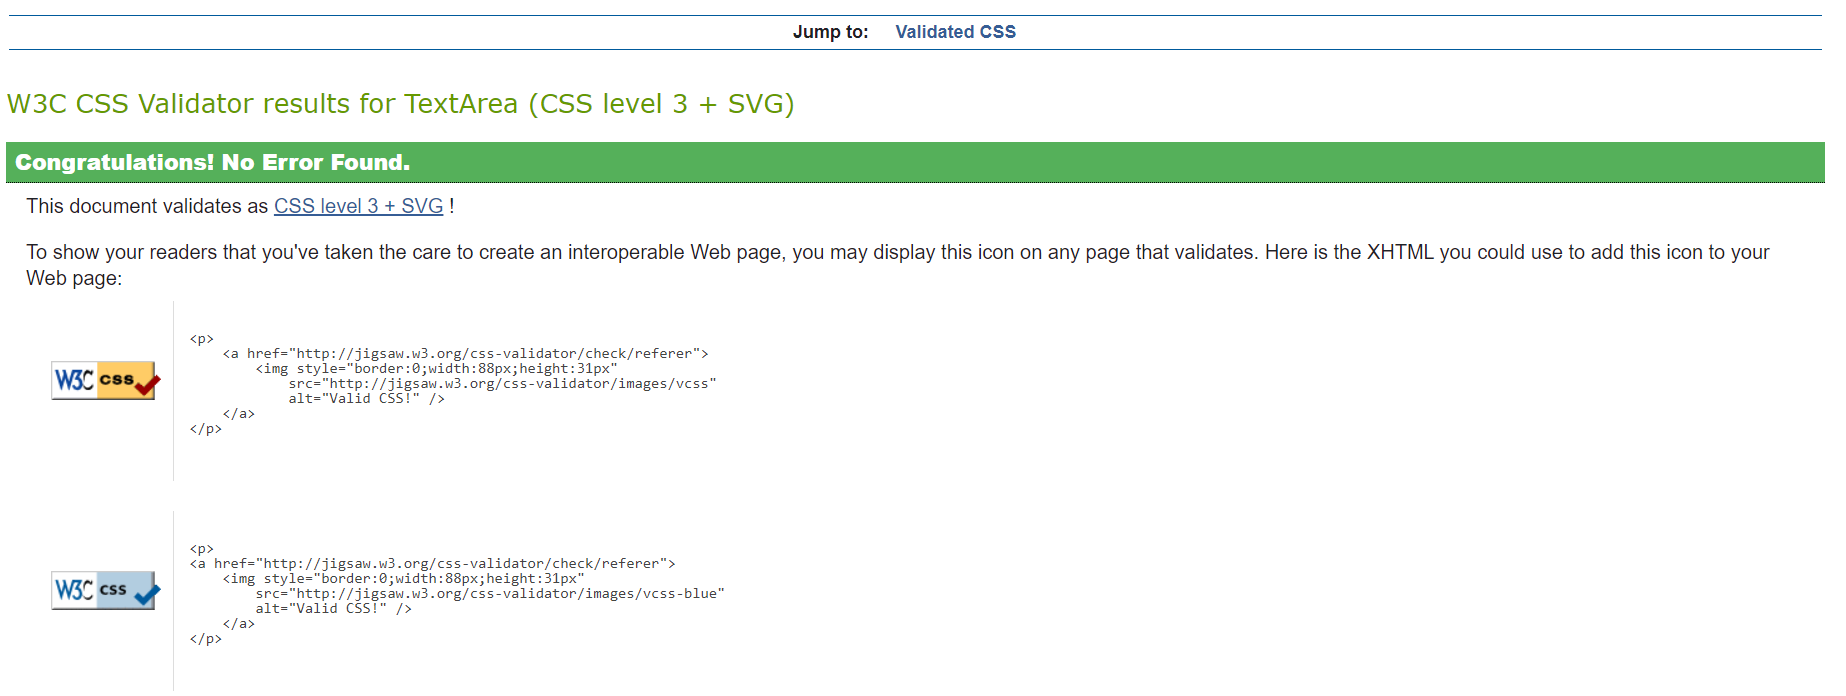 Jump to: Validated CSS
W3C CSS Validator results for TextArea (CSS level 3 + SVG)
Congratulations! No Error Found.
This document validates as CSS level 3 + SVG !
To show your readers that you've taken the care to create an interoperable Web page, you may display this icon on any page that validates. Here is the XHTML you could use to add this icon to your
Web page:
W3C css
<p>
    <a href="http://jigsaw.w3.org/css-validator/check/referer">
        <img style="border:0;width:88px;height:31px"
            src="http://jigsaw.w3.org/css-validator/images/vcss"
            alt="Valid CSS!" />
    </a>
</p>
W3C css
<p>
<a href="http://jigsaw.w3.org/css-validator/check/referer">
    <img style="border:0;width:88px;height:31px"
        src="http://jigsaw.w3.org/css-validator/images/vcss-blue"
        alt="Valid CSS!" />
    </a>
</p>